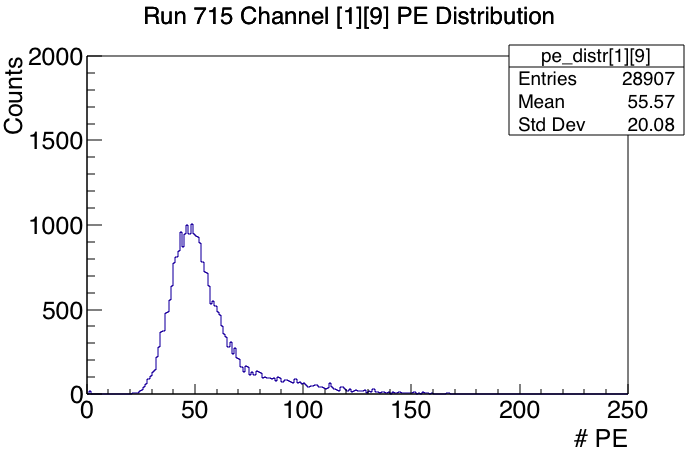 Run 715 Channel [1][9] PE Distribution
Counts
2000
1500
1000
500
0
pe_distr[1][9]
Entries 28907
Mean 55.57
Std Dev 20.08
0 50 100 150 200 250
# PE